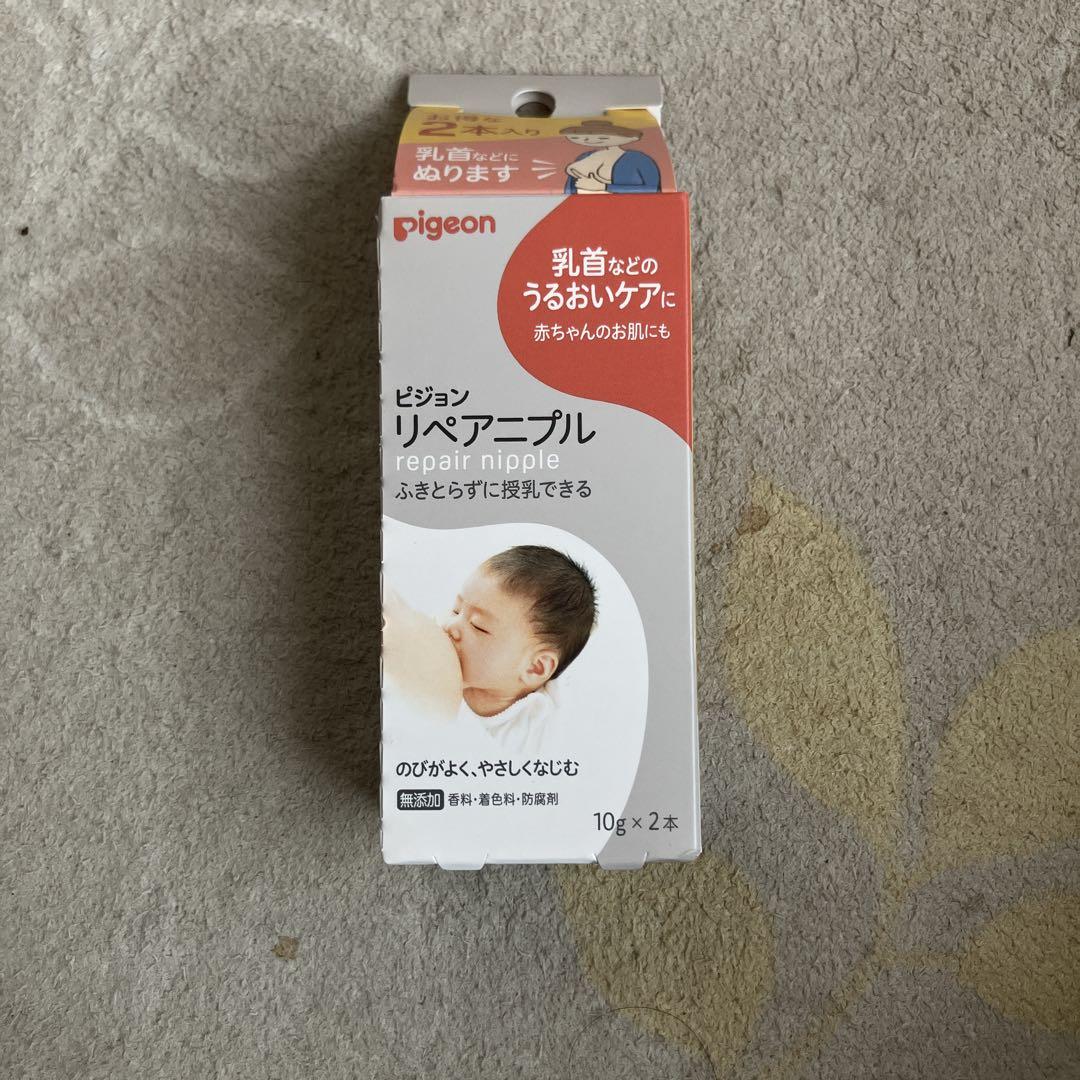 お得な
2本入り
乳首などに
ぬります
pigeon
乳首などの
うるおいケアに
赤ちゃんのお肌にも
ピジョン
リペアニプル
repair nipple
ふきとらずに授乳できる
のびがよく、やさしくなじむ
無添加 香料・着色料・防腐剤
10g×2本